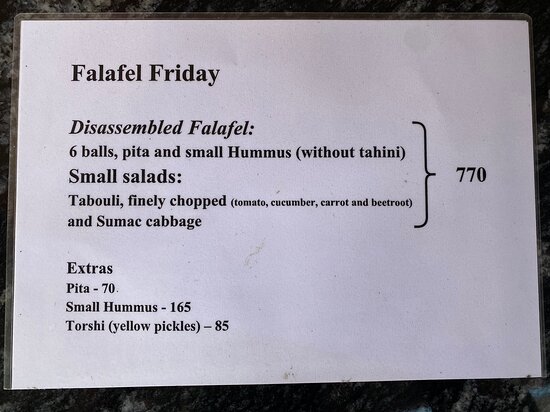 Falafel Friday
Disassembled Falafel:
6 balls, pita and small Hummus (without tahini)
Small salads:
770
Tabouli, finely chopped (tomato, cucumber, carrot and beetroot)
and Sumac cabbage
Extras
Pita - 70
Small Hummus - 165
Torshi (yellow pickles) – 85